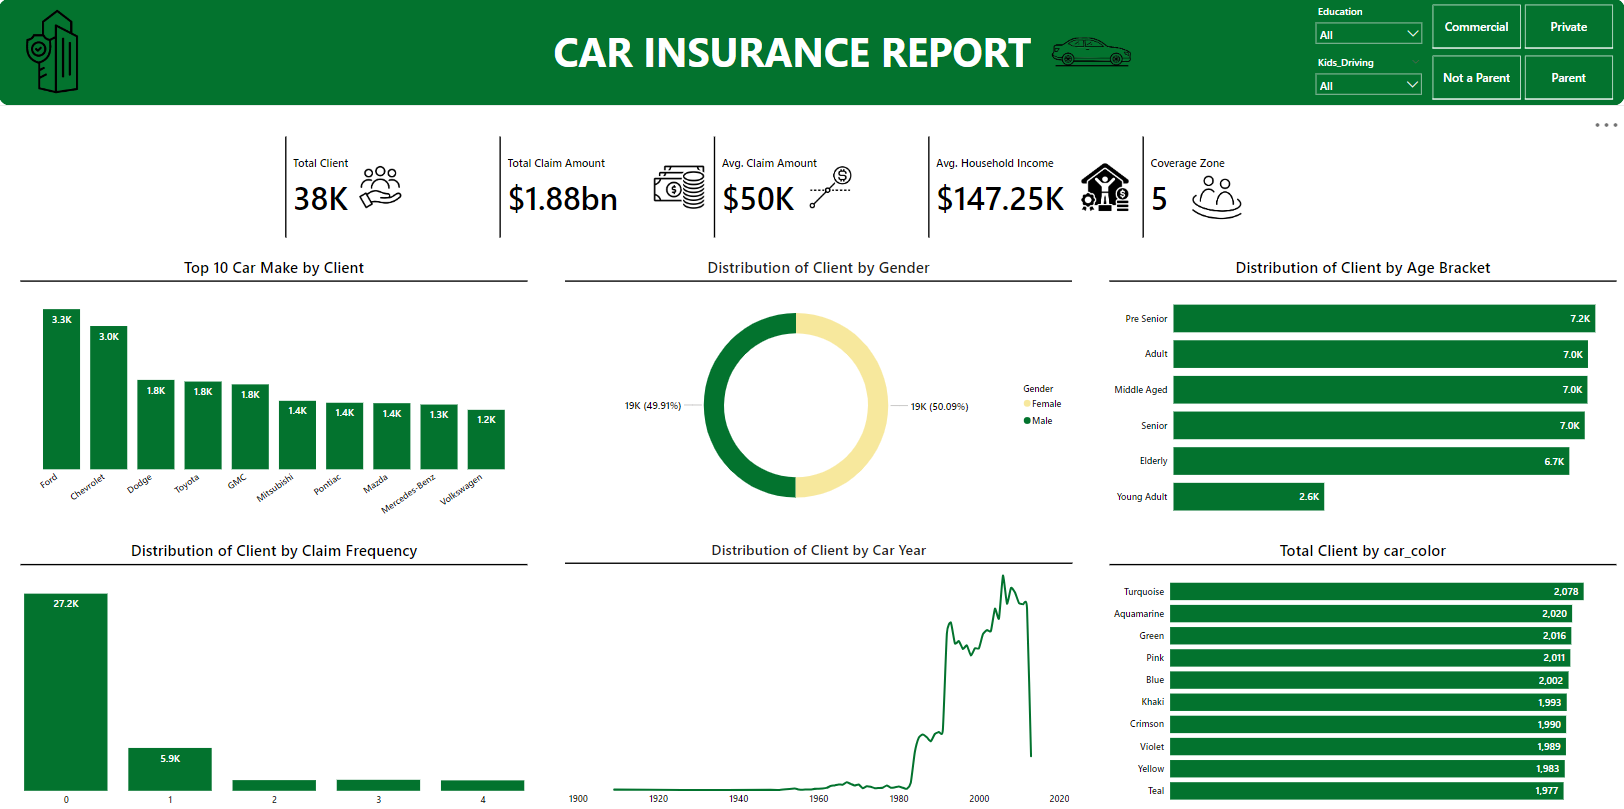 CAR INSURANCE REPORT
Education
All
Kids_Driving
All
Commercial
Private
Not a Parent
Parent
Total Client
38K
Total Claim Amount
$1.88bn
Avg. Claim Amount
$50K
Avg. Household Income
$147.25K
Coverage Zone
5
Top 10 Car Make by Client
3.3K
3.0K
1.8K
1.8K
1.8K
1.4K
1.4K
1.4K
1.3K
1.2K
Ford
Chevrolet
Dodge
Toyota
GMC
Mitsubishi
Pontiac
Mazda
Mercedes-Benz
Volkswagen
Distribution of Client by Gender
19K (49.91%)
19K (50.09%)
Gender
Female
Male
Distribution of Client by Age Bracket
Pre Senior 7.2K
Adult 7.0K
Middle Aged 7.0K
Senior 7.0K
Elderly 6.7K
Young Adult 2.6K
Distribution of Client by Claim Frequency
27.2K
5.9K
0 1 2 3 4
Distribution of Client by Car Year
1900 1920 1940 1960 1980 2000 2020
Total Client by car_color
Turquoise 2,078
Aquamarine 2,020
Green 2,016
Pink 2,011
Blue 2,002
Khaki 1,993
Crimson 1,990
Violet 1,989
Yellow 1,983
Teal 1,977